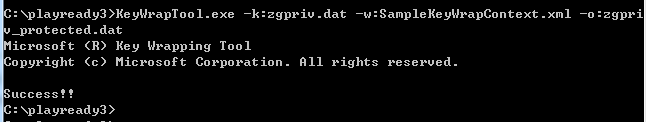 C:\playready3>KeyWrapTool.exe -k:zgpriv.dat -w:SampleKeyWrapContext.xml -o:zgpri
v_protected.dat
Microsoft (R) Key Wrapping Tool
Copyright (c) Microsoft Corporation. All rights reserved.
Success!!
C:\playready3>